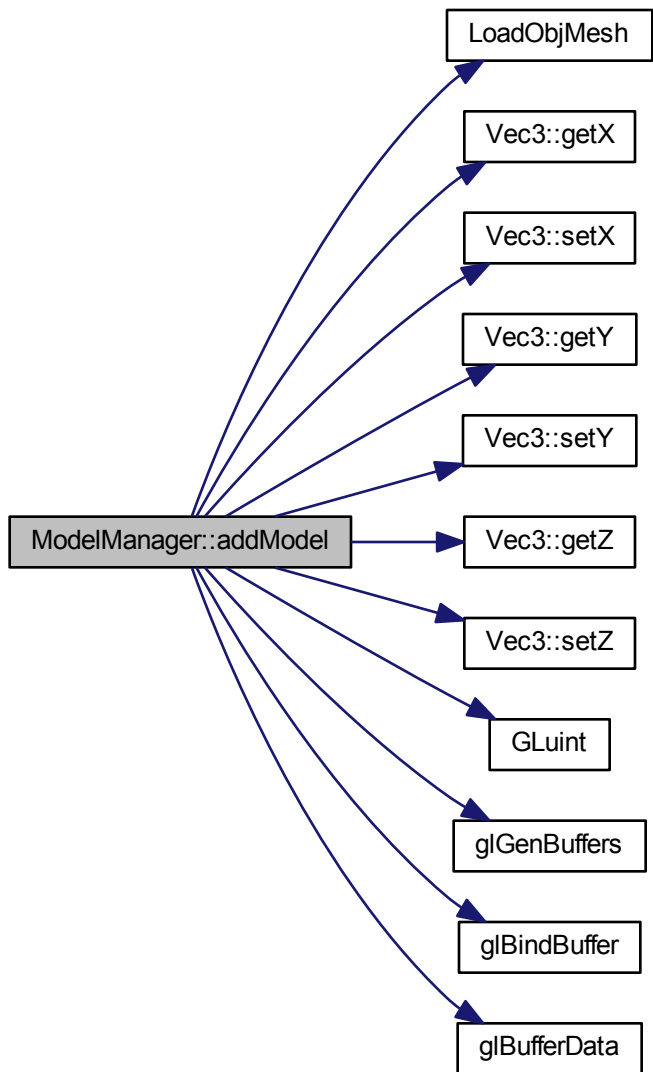 LoadObjMesh
Vec3::getX
Vec3::setX
Vec3::getY
Vec3::setY
ModelManager::addModel
Vec3::getZ
Vec3::setZ
GLuint
glGenBuffers
glBindBuffer
glBufferData